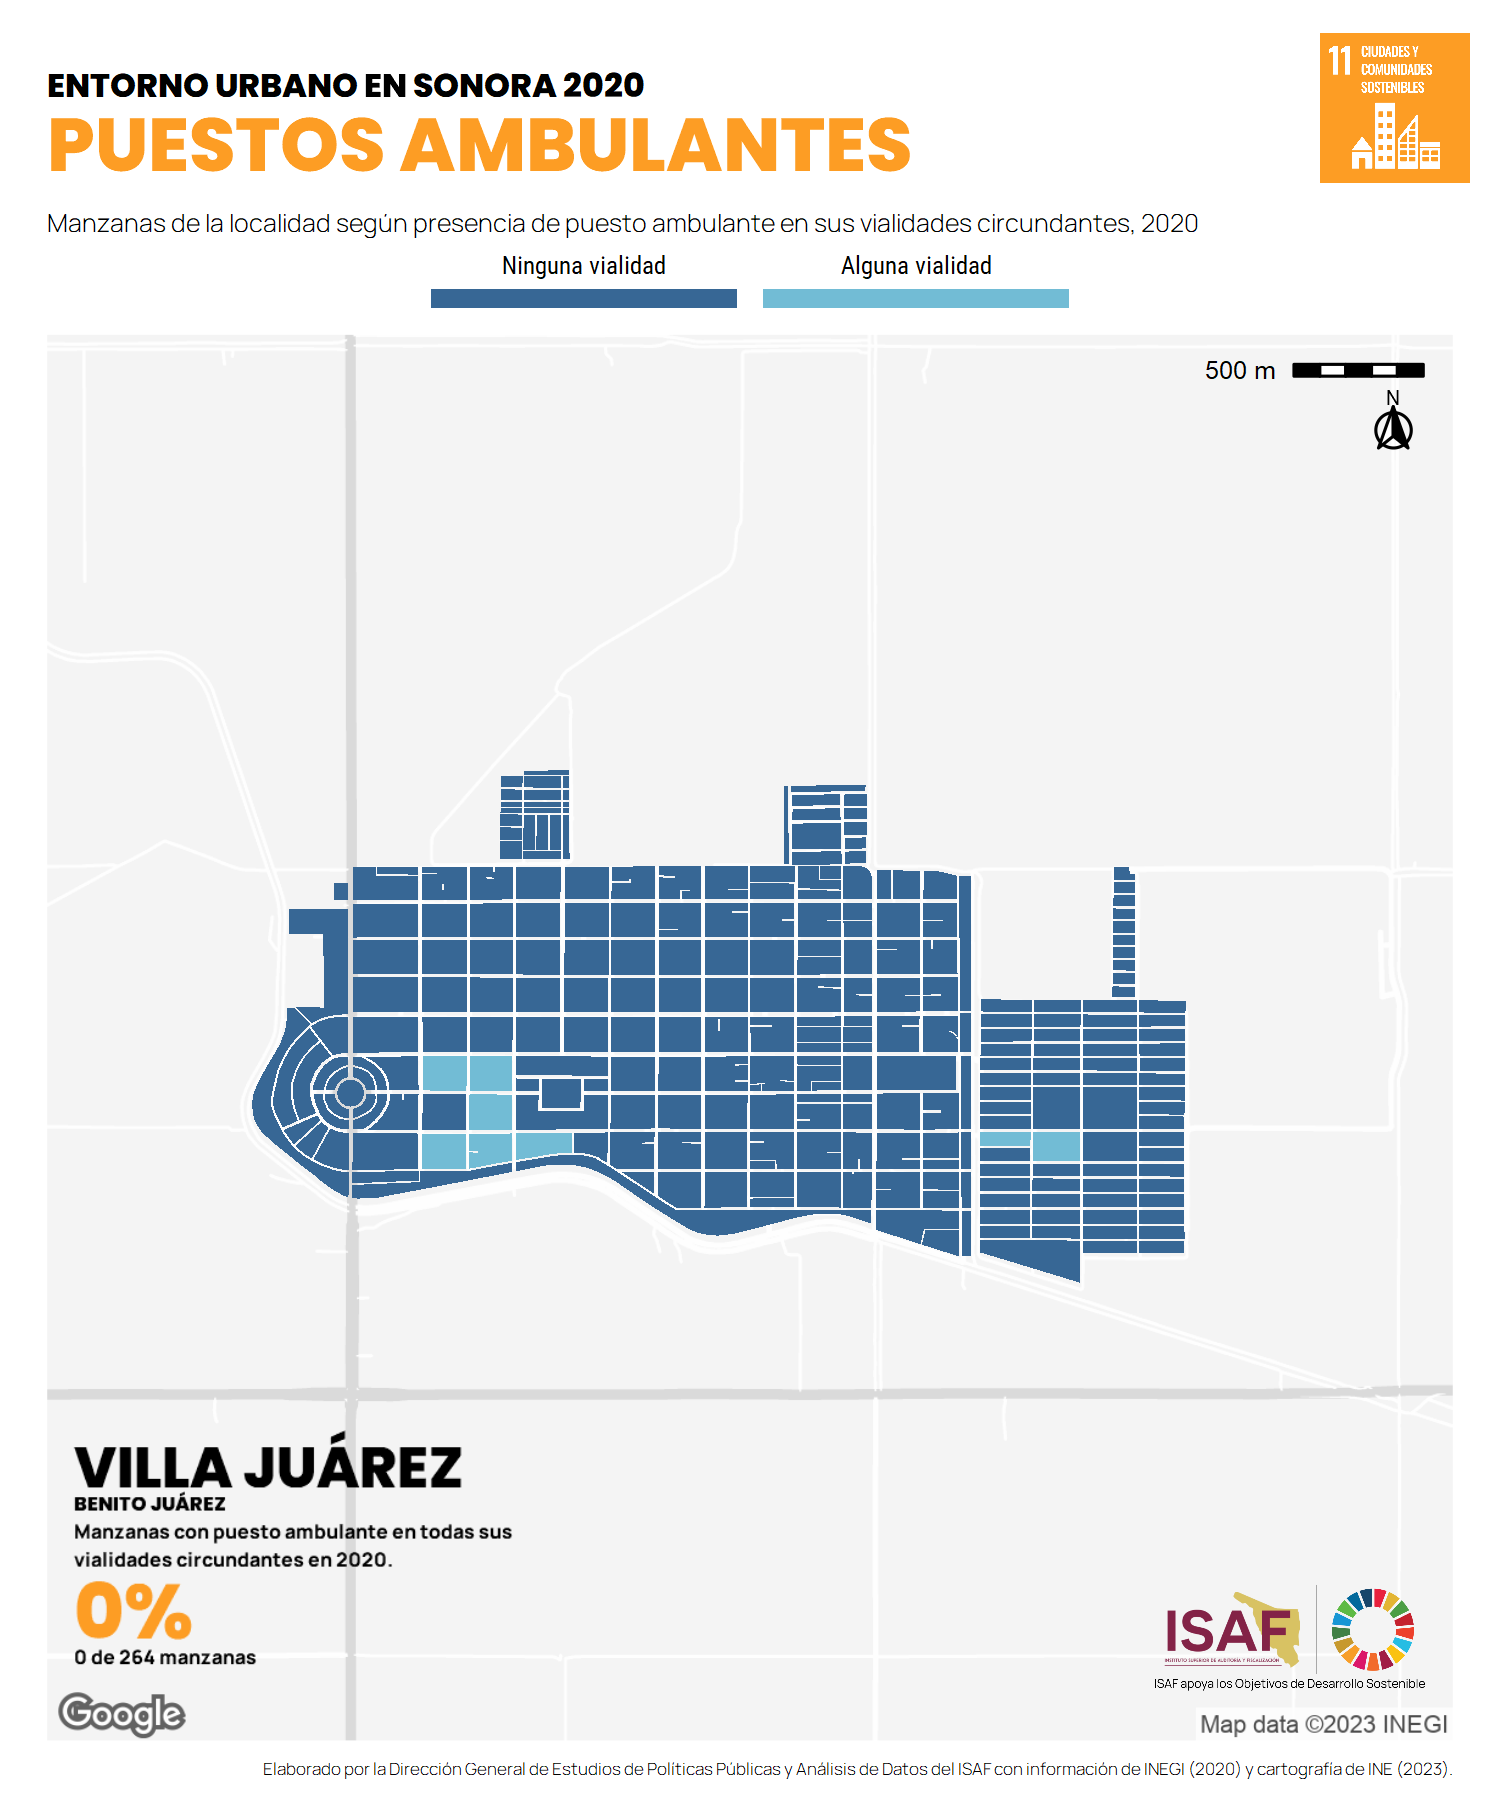 ENTORNO URBANO EN SONORA 2020
PUESTOS AMBULANTES
11 CIUDADES Y
COMUNIDADES
SOSTENIBLES
Manzanas de la localidad según presencia de puesto ambulante en sus vialidades circundantes, 2020
Ninguna vialidad
Alguna vialidad
500 m
N
VILLA JUÁREZ
BENITO JUÁREZ
Manzanas con puesto ambulante en todas sus
vialidades circundantes en 2020.
0%
0 de 264 manzanas
ISAF
INSTITUTO SUPERIOR DE AUDITORÍA Y FISCALIZACIÓN
ISAF apoya los Objetivos de Desarrollo Sostenible
Google
Map data ©2023 INEGI
Elaborado por la Dirección General de Estudios de Políticas Públicas y Análisis de Datos del ISAF con información de INEGI (2020) y cartografía de INE (2023).